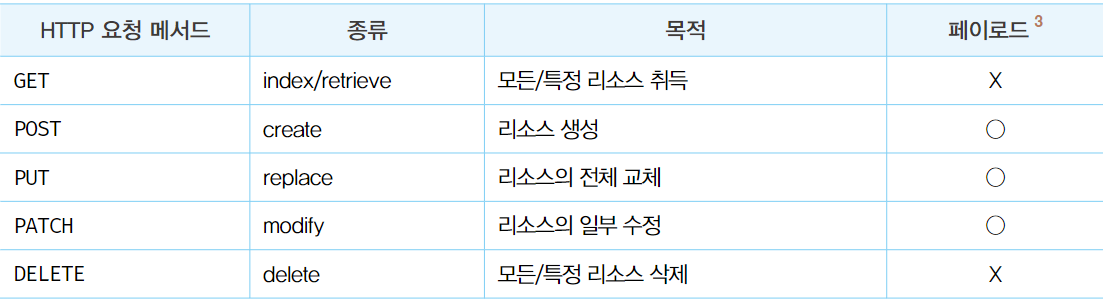 HTTP 요청 메서드 종류 목적 페이로드 3
GET index/retrieve 모든/특정 리소스 취득 X
POST create 리소스 생성 ○
PUT replace 리소스의 전체 교체 ○
PATCH modify 리소스의 일부 수정 ○
DELETE delete 모든/특정 리소스 삭제 X